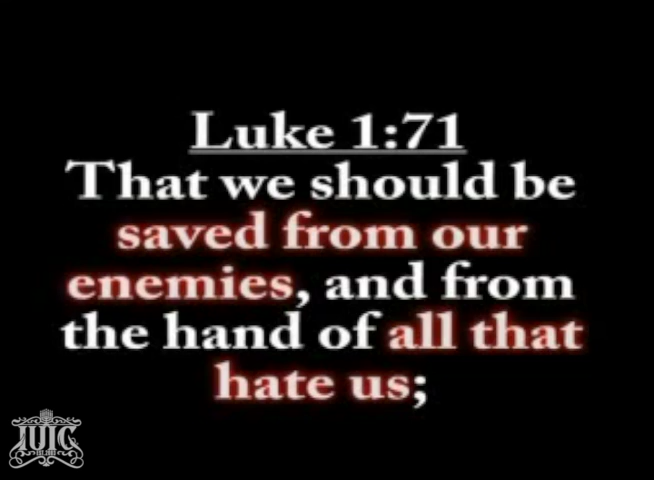 Luke 1:71
That we should be
saved from our
enemies, and from
the hand of all that
hate us;
IUIC